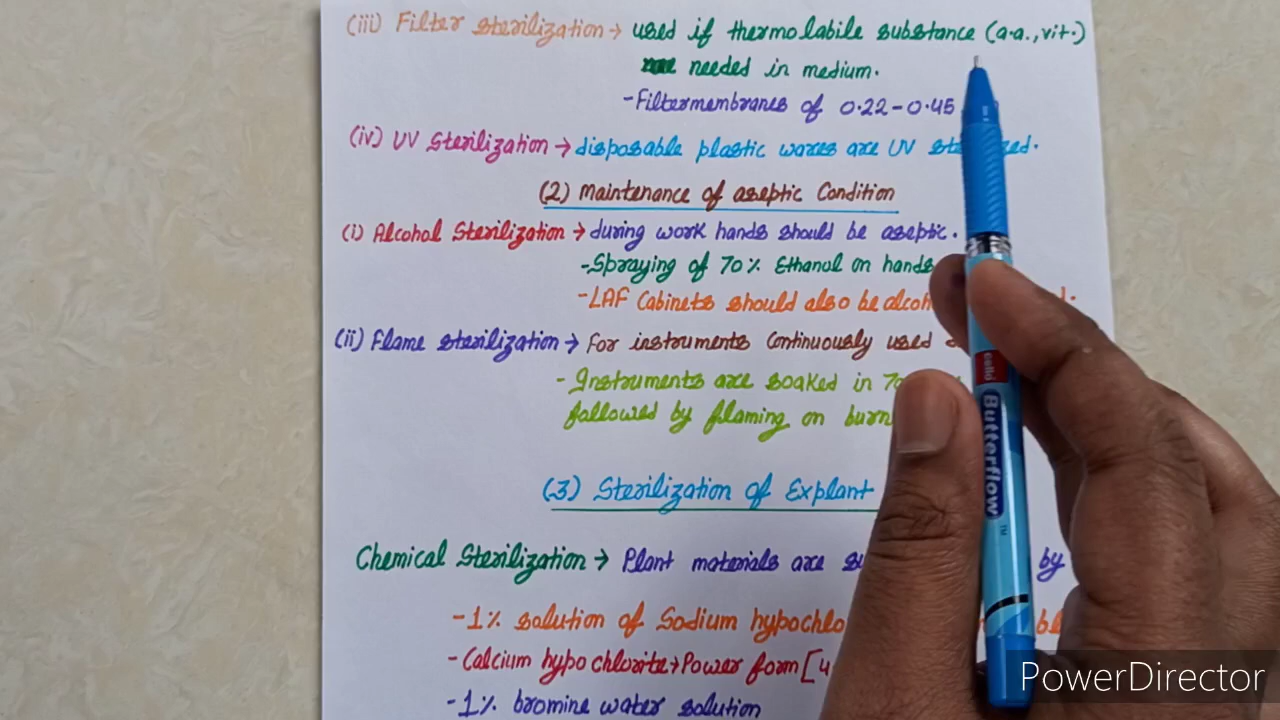 (iii) Filter sterilization → used if thermolabile substance (a.a., vit.)
needed in medium.
- Filtermembranes of 0.22 - 0.45
(iv) UV Sterilization → disposable plastic wares are UV
(2) Maintenance of aseptic Condition
(i) Alcohol Sterilization → during work hands should be aseptic.
- Spraying of 70% Ethanol on hands
- LAF Cabinets should also be
(ii) Flame sterilization → For instruments Continuously used
- Instruments are soaked in
followed by flaming on
(3) Sterilization of Explant
Chemical Sterilization → Plant materials are by
- 1% solution of Sodium
- Calcium hypochlorite → Power form [4
- 1% bromine water solution
cello Butterflow™
PowerDirector